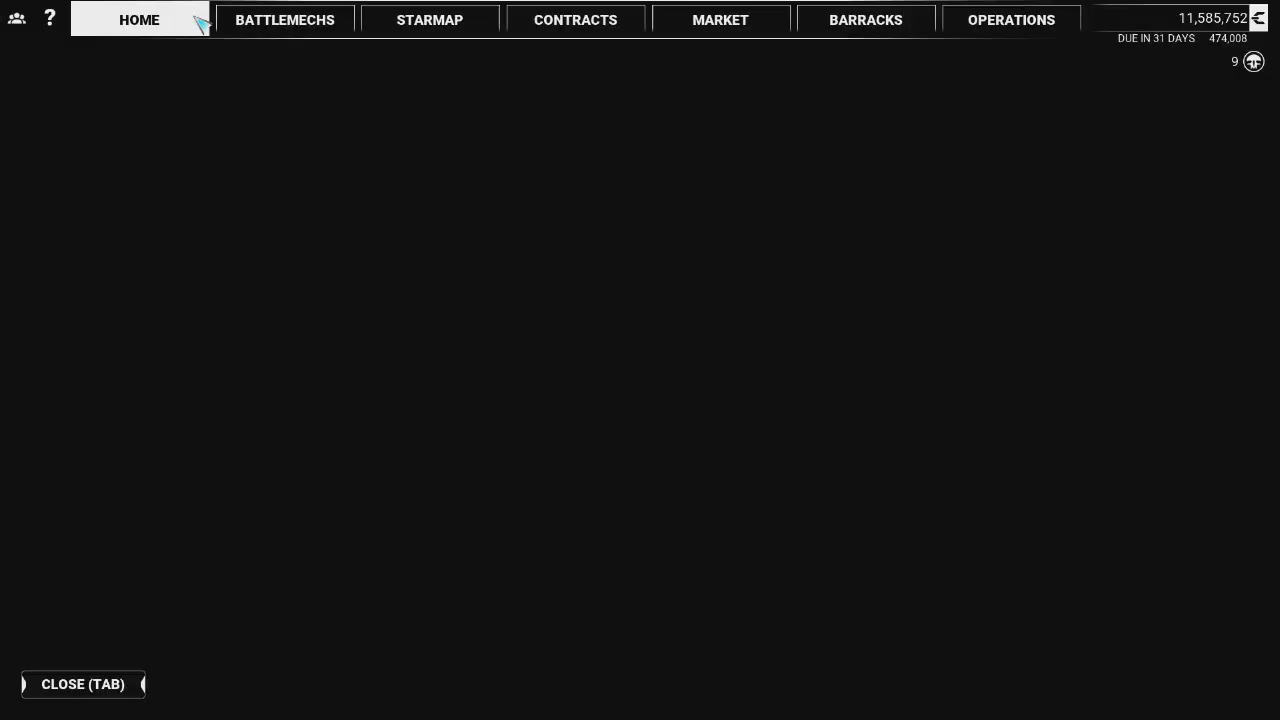 ? HOME BATTLEMECHS STARMAP CONTRACTS MARKET BARRACKS OPERATIONS 11,585,752
DUE IN 31 DAYS 474,008
9
CLOSE (TAB)